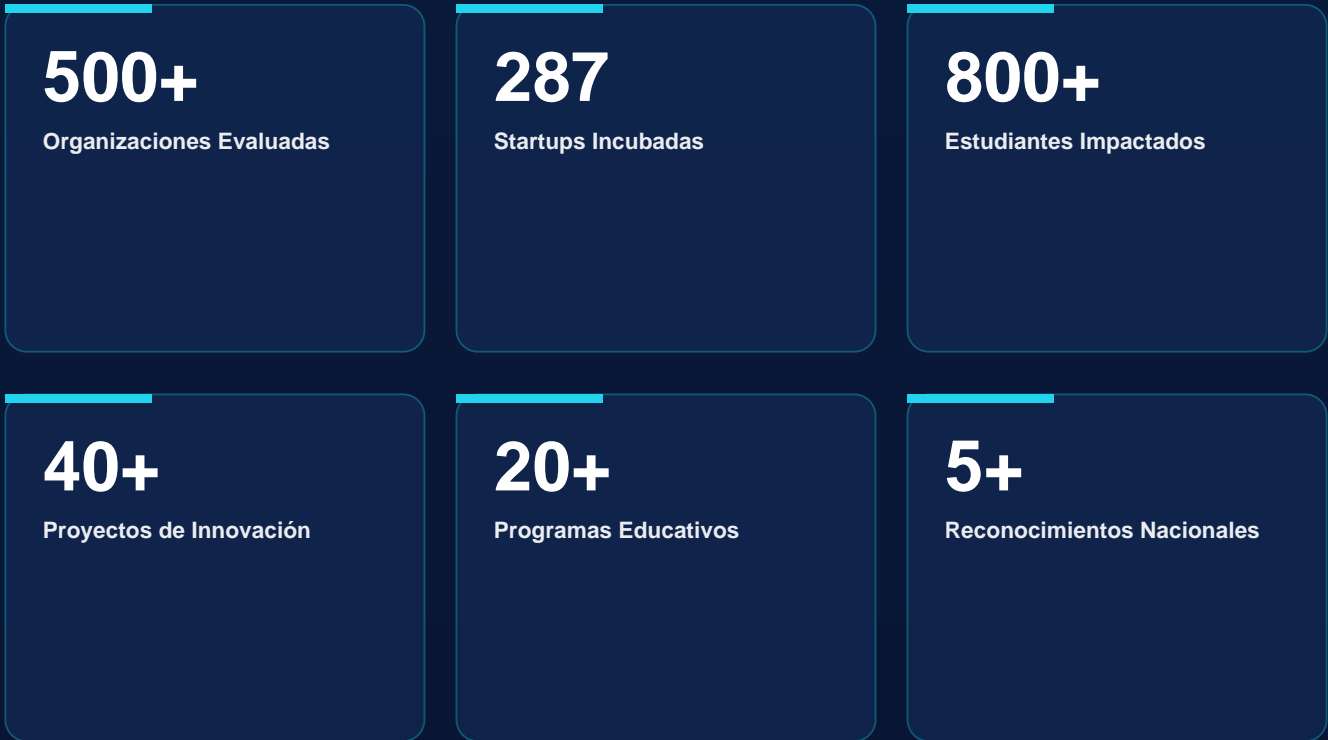 500+
Organizaciones Evaluadas
287
Startups Incubadas
800+
Estudiantes Impactados
40+
Proyectos de Innovación
20+
Programas Educativos
5+
Reconocimientos Nacionales